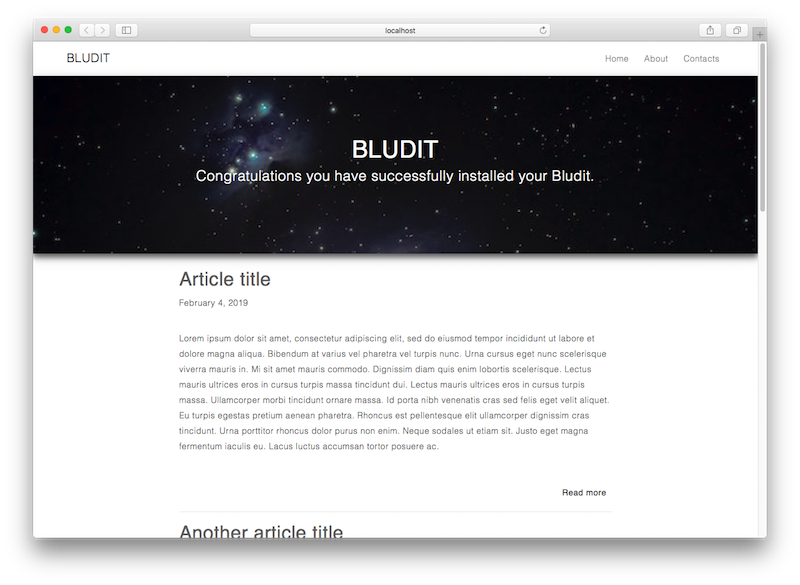 localhost
BLUDIT
Home About Contacts
BLUDIT
Congratulations you have successfully installed your Bludit.
Article title
February 4, 2019
Lorem ipsum dolor sit amet, consectetur adipiscing elit, sed do eiusmod tempor incididunt ut labore et
dolore magna aliqua. Bibendum at varius vel pharetra vel turpis nunc. Urna cursus eget nunc scelerisque
viverra mauris in. Mi sit amet mauris commodo. Dignissim diam quis enim lobortis scelerisque. Lectus
mauris ultrices eros in cursus turpis massa tincidunt dui. Lectus mauris ultrices eros in cursus turpis
massa. Ullamcorper morbi tincidunt ornare massa. Id porta nibh venenatis cras sed felis eget velit aliquet.
Eu turpis egestas pretium aenean pharetra. Rhoncus est pellentesque elit ullamcorper dignissim cras
tincidunt. Urna porttitor rhoncus dolor purus non enim. Neque sodales ut etiam sit. Justo eget magna
fermentum iaculis eu. Lacus luctus accumsan tortor posuere ac.
Read more
Another article title